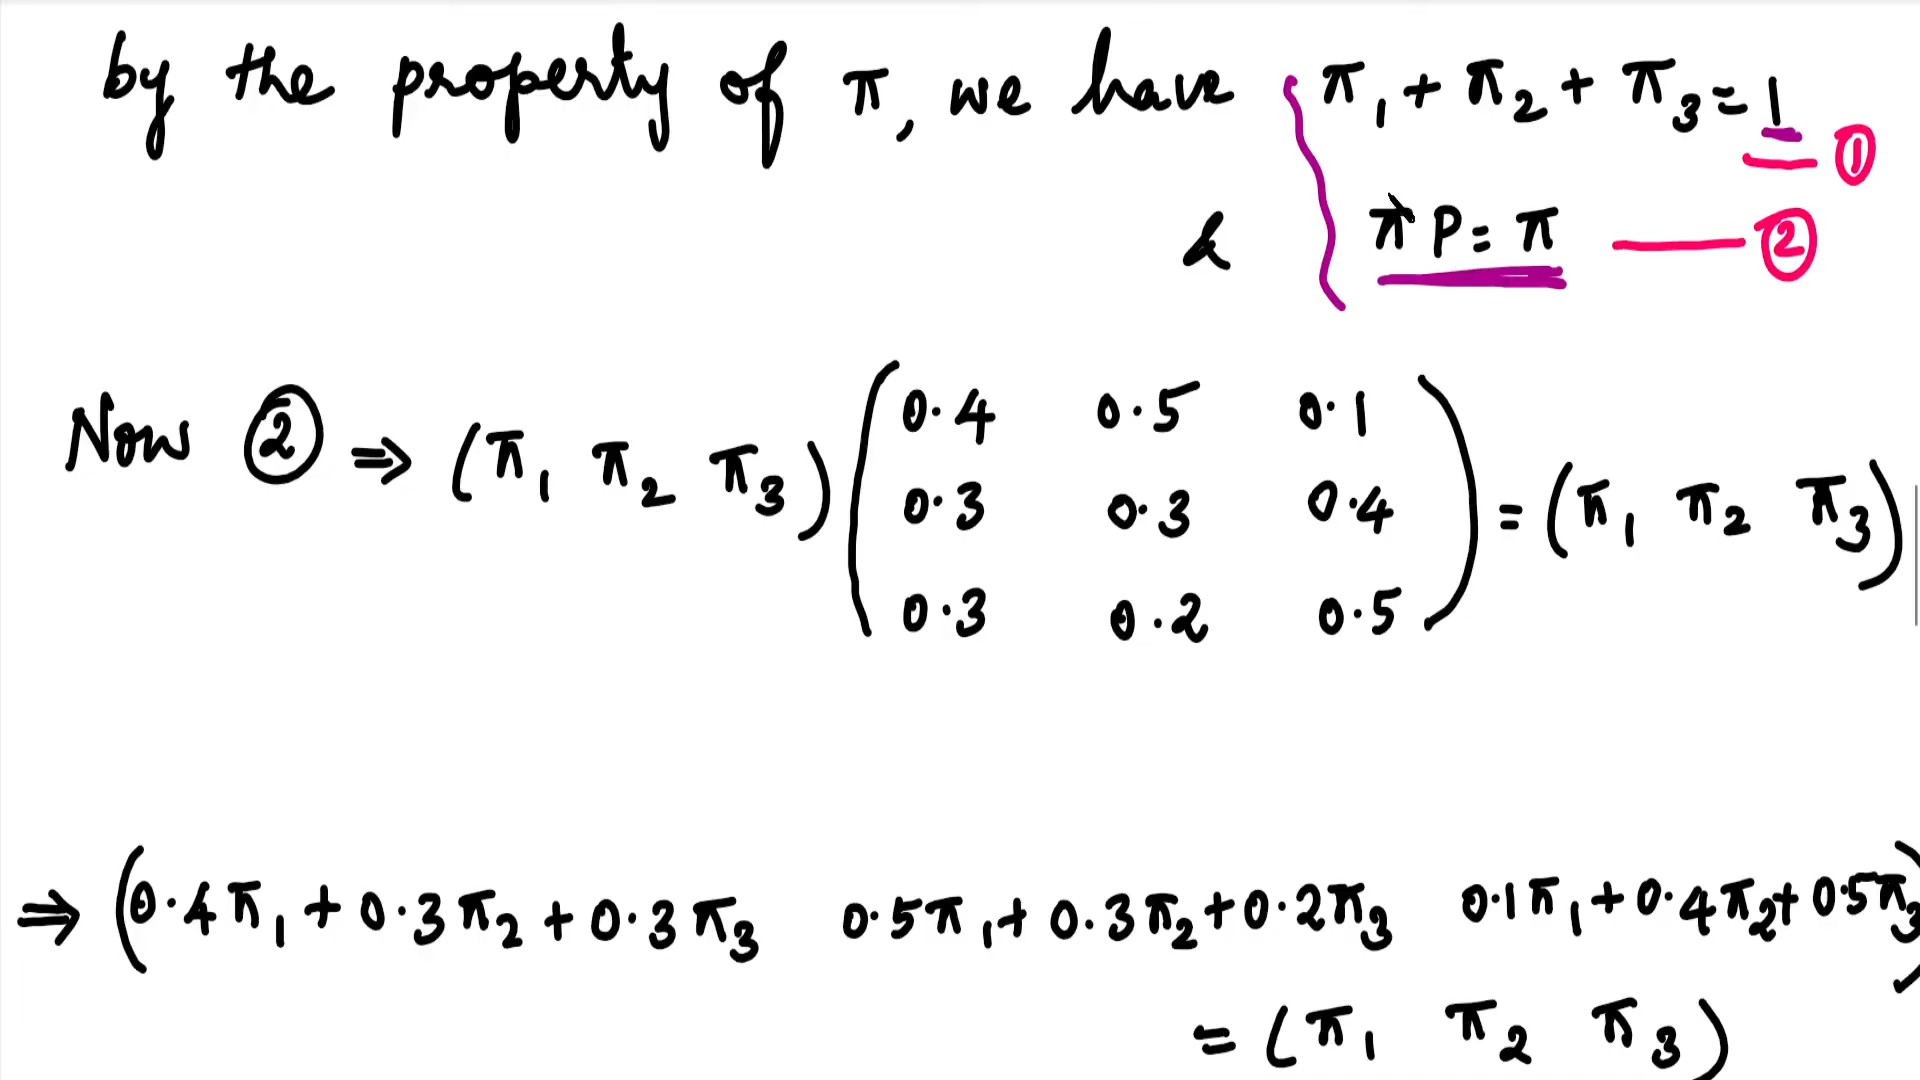 by the property of π, we have π₁ + π₂ + π₃ = 1 — ①
& πP = π — ②
Now ② ⇒ (π₁ π₂ π₃) (0.4 0.5 0.1
0.3 0.3 0.4
0.3 0.2 0.5) = (π₁ π₂ π₃)
⇒ (0.4π₁ + 0.3π₂ + 0.3π₃ 0.5π₁ + 0.3π₂ + 0.2π₃ 0.1π₁ + 0.4π₂ + 0.5π₃)
= (π₁ π₂ π₃)